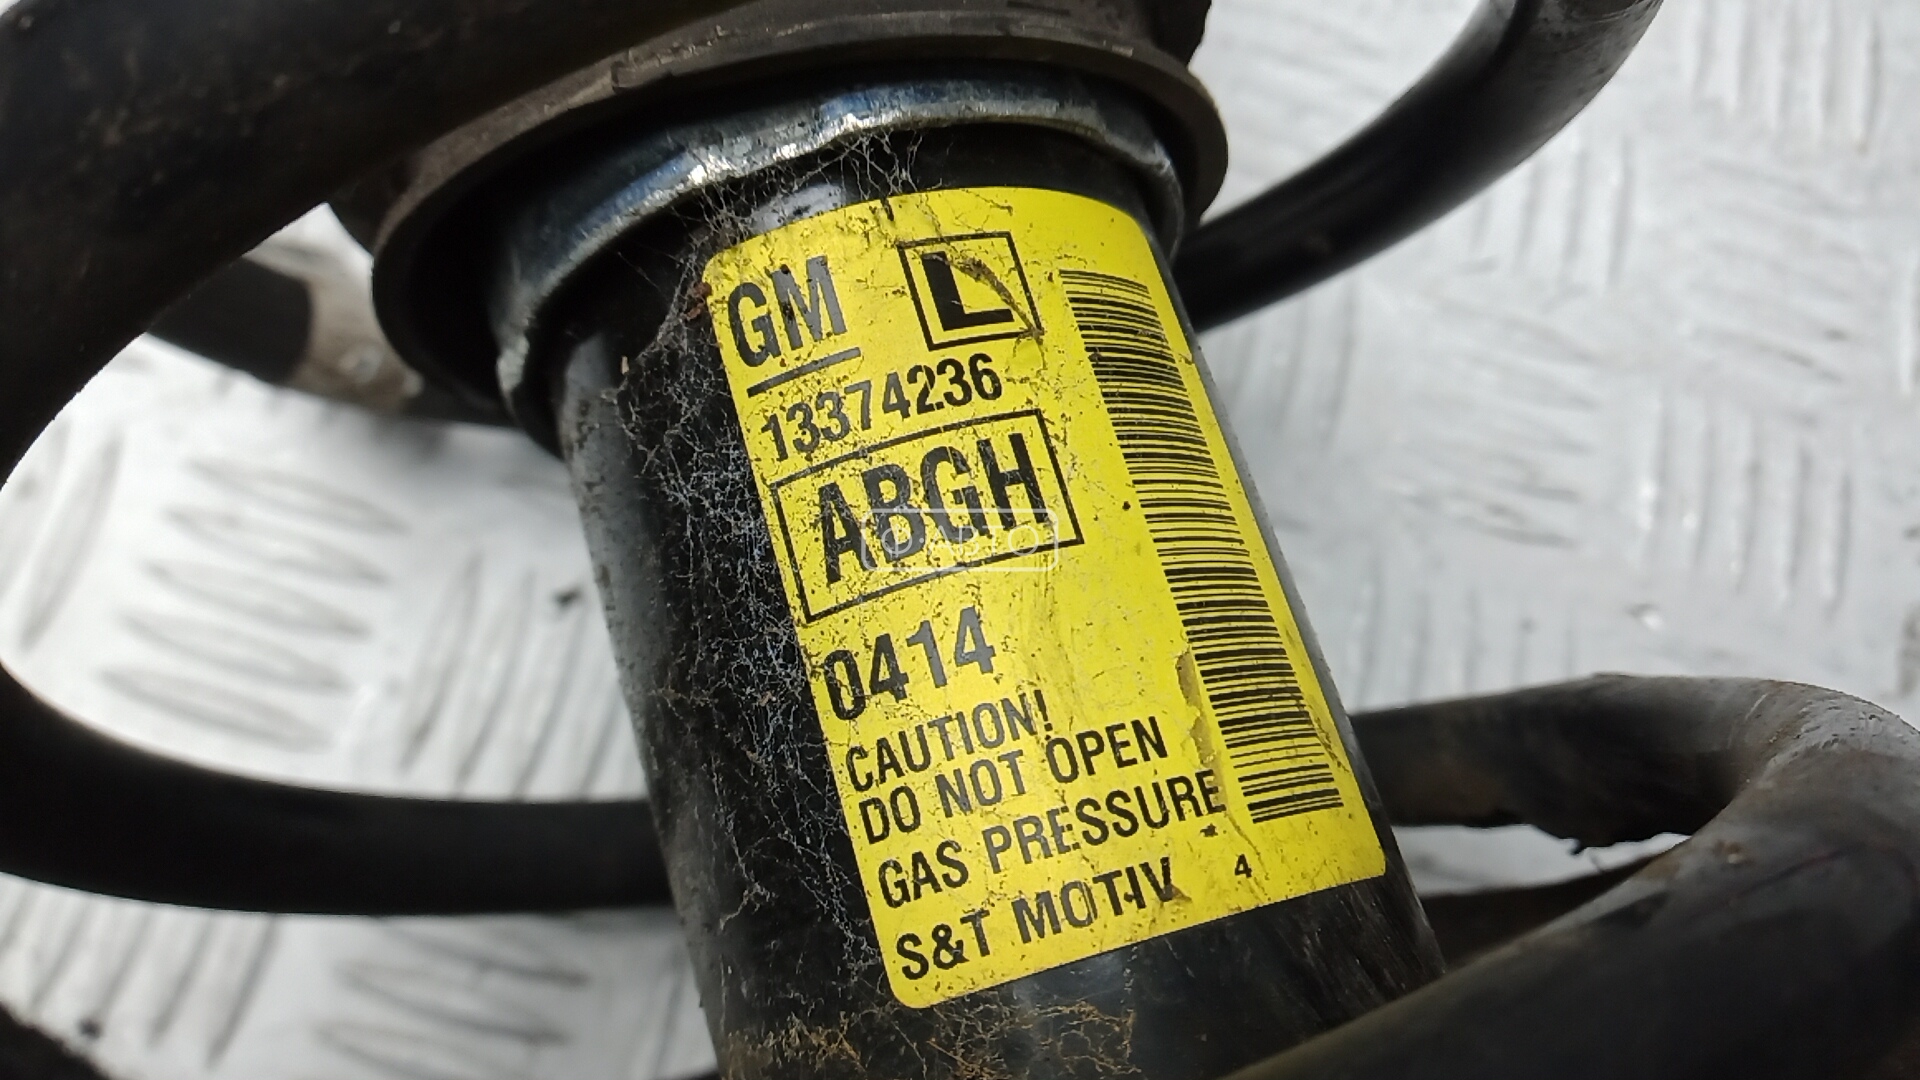 GM L
13374236
ABGH
0414
CAUTION!
DO NOT OPEN
GAS PRESSURE
S&T MOTIV 4